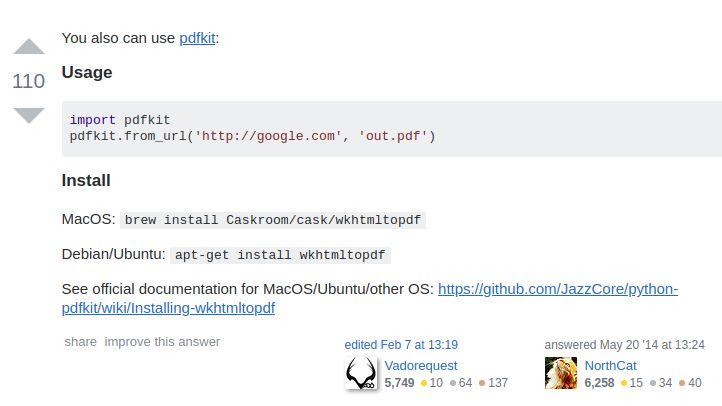 You also can use pdfkit:
110
Usage
import pdfkit
pdfkit.from_url('http://google.com', 'out.pdf')
Install
MacOS: brew install Caskroom/cask/wkhtmltopdf
Debian/Ubuntu: apt-get install wkhtmltopdf
See official documentation for MacOS/Ubuntu/other OS: https://github.com/JazzCore/python-
pdfkit/wiki/Installing-wkhtmltopdf
share improve this answer
edited Feb 7 at 13:19
Vadorequest
5,749 10 64 137
answered May 20 '14 at 13:24
NorthCat
6,258 15 34 40